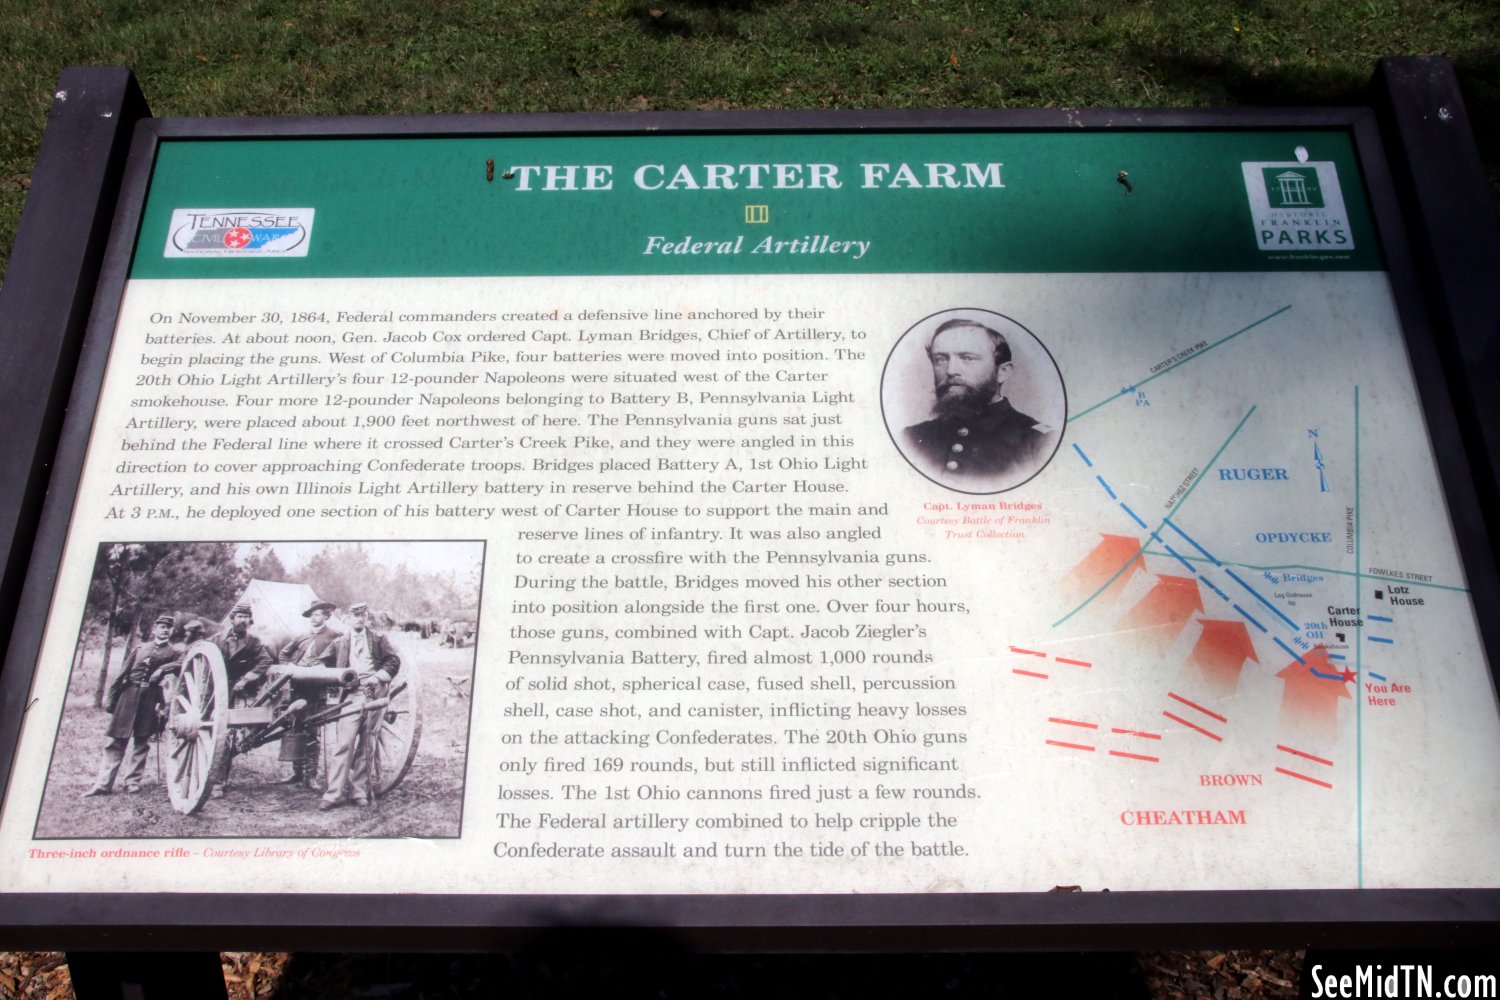 THE CARTER FARM
Federal Artillery
TENNESSEE
CIVIL WAR
NATIONAL HERITAGE AREA
HISTORIC
FRANKLIN
PARKS
www.franklin-gov.com
On November 30, 1864, Federal commanders created a defensive line anchored by their
batteries. At about noon, Gen. Jacob Cox ordered Capt. Lyman Bridges, Chief of Artillery, to
begin placing the guns. West of Columbia Pike, four batteries were moved into position. The
20th Ohio Light Artillery's four 12-pounder Napoleons were situated west of the Carter
smokehouse. Four more 12-pounder Napoleons belonging to Battery B, Pennsylvania Light
Artillery, were placed about 1,900 feet northwest of here. The Pennsylvania guns sat just
behind the Federal line where it crossed Carter's Creek Pike, and they were angled in this
direction to cover approaching Confederate troops. Bridges placed Battery A, 1st Ohio Light
Artillery, and his own Illinois Light Artillery battery in reserve behind the Carter House.
At 3 P.M., he deployed one section of his battery west of Carter House to support the main and
reserve lines of infantry. It was also angled
to create a crossfire with the Pennsylvania guns.
During the battle, Bridges moved his other section
into position alongside the first one. Over four hours,
those guns, combined with Capt. Jacob Ziegler's
Pennsylvania Battery, fired almost 1,000 rounds
of solid shot, spherical case, fused shell, percussion
shell, case shot, and canister, inflicting heavy losses
on the attacking Confederates. The 20th Ohio guns
only fired 169 rounds, but still inflicted significant
losses. The 1st Ohio cannons fired just a few rounds.
The Federal artillery combined to help cripple the
Confederate assault and turn the tide of the battle.
Three-inch ordnance rifle – Courtesy Library of Congress
Capt. Lyman Bridges
Courtesy Battle of Franklin
Trust Collection
CARTER'S CREEK PIKE
B
PA
NATCHEZ STREET
N
RUGER
COLUMBIA PIKE
OPDYCKE
FOWLKES STREET
Bridges
Lotz
House
Carter
House
20th
OH
Smokehouse
You Are
Here
BROWN
CHEATHAM
SeeMidTN.com